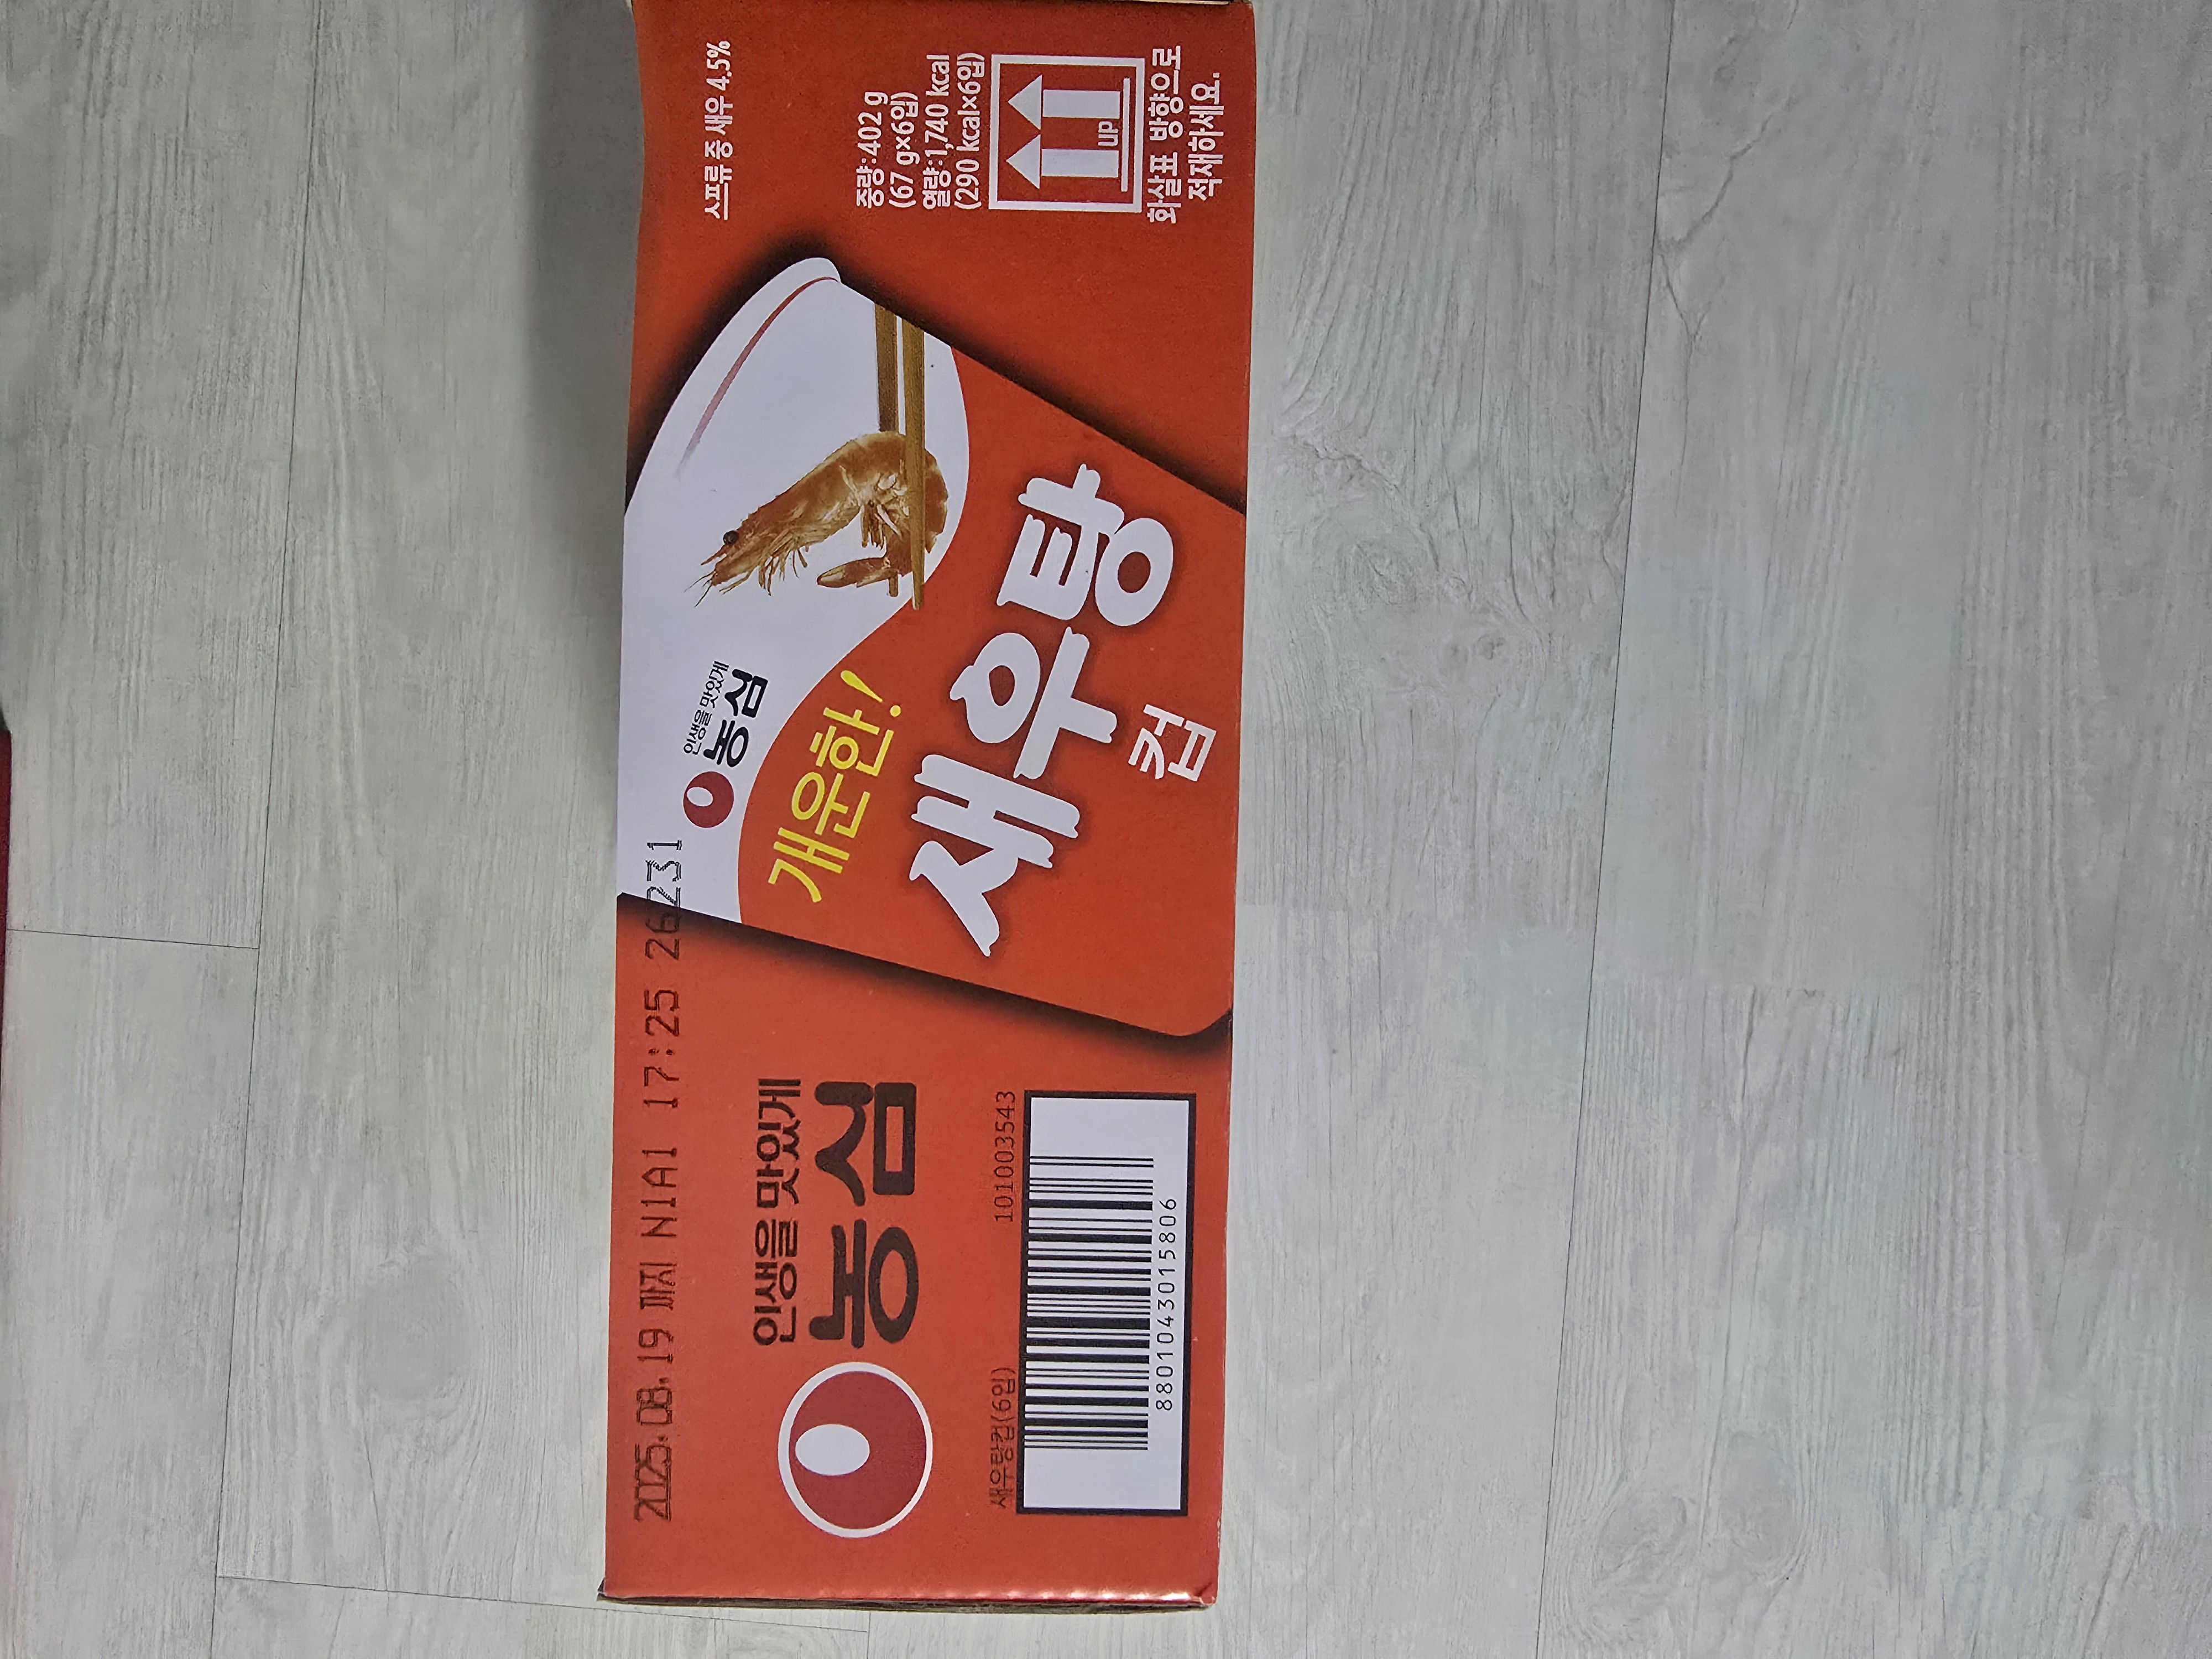 2025.08.19 까지 N1A1 17:25 26231
인생을 맛있게
농심
새우탕컵(6입)
101003543
8801043015806
인생을 맛있게
농심
개운한!
새우탕
컵
스프류 중 새우 4.5%
중량:402 g
(67 g×6입)
열량:1,740 kcal
(290 kcal×6입)
UP
화살표 방향으로
적재하세요.